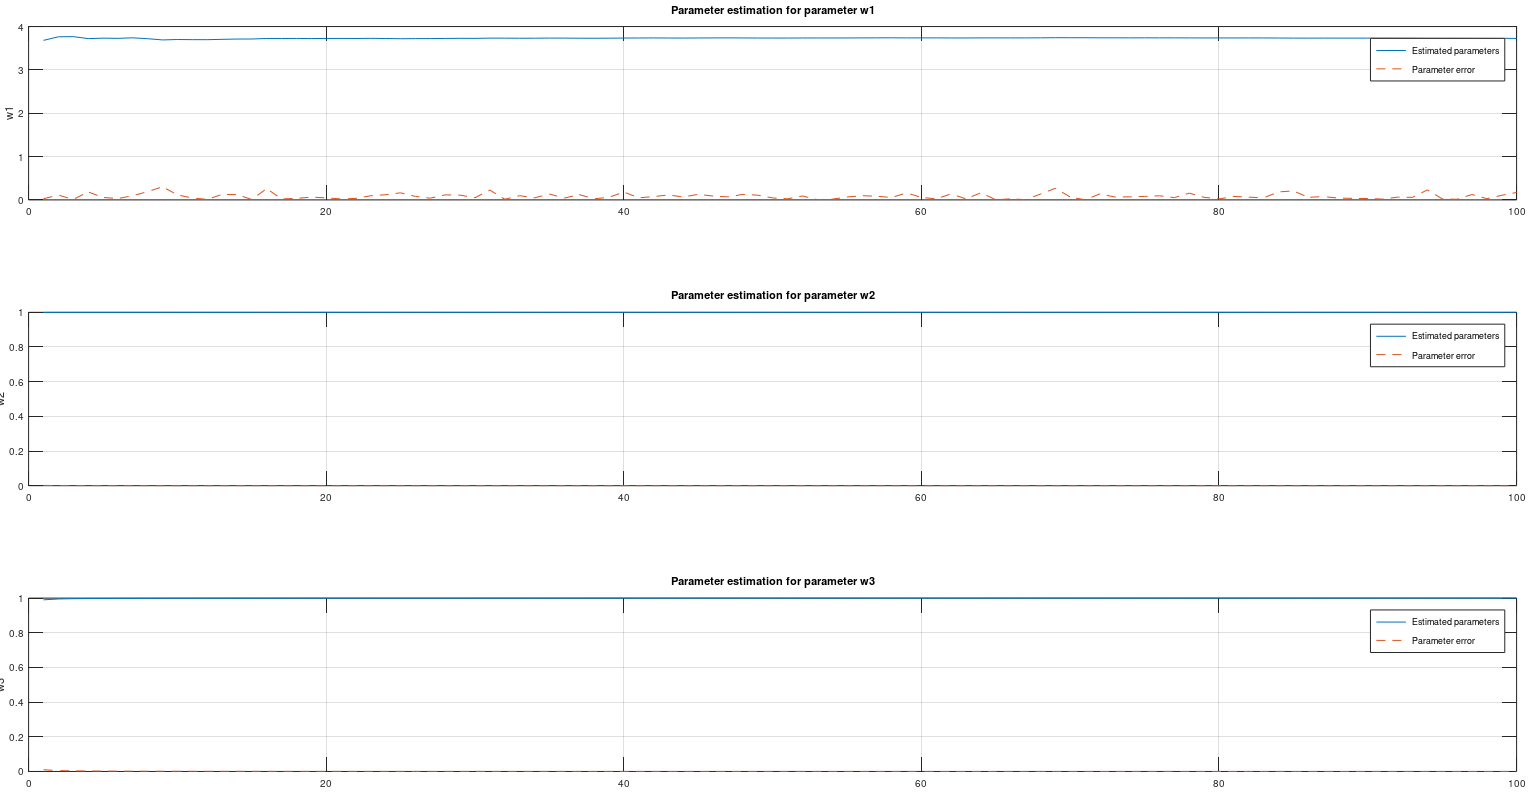 Parameter estimation for parameter w1
4
3
2
1
0
w1
Estimated parameters
Parameter error
0 20 40 60 80 100
Parameter estimation for parameter w2
1
0.8
0.6
0.4
0.2
0
w2
Estimated parameters
Parameter error
0 20 40 60 80 100
Parameter estimation for parameter w3
1
0.8
0.6
0.4
0.2
0
w3
Estimated parameters
Parameter error
0 20 40 60 80 100